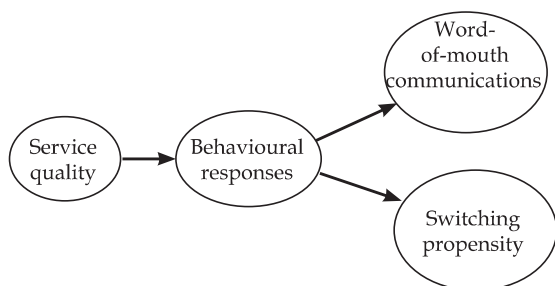 Service
quality
Behavioural
responses
Word-
of-mouth
communications
Switching
propensity